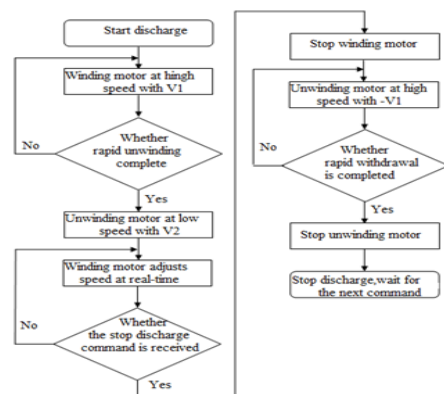 Start discharge
Winding motor at hingh
speed with V1
Whether
rapid unwinding
complete
No
Yes
Unwinding motor at low
speed with V2
Winding motor adjusts
speed at real-time
Whether
the stop discharge
command is received
No
Yes
Stop winding motor
Unwinding motor at high
speed with -V1
Whether
rapid withdrawal
is completed
No
Yes
Stop unwinding motor
Stop discharge,wait for
the next command